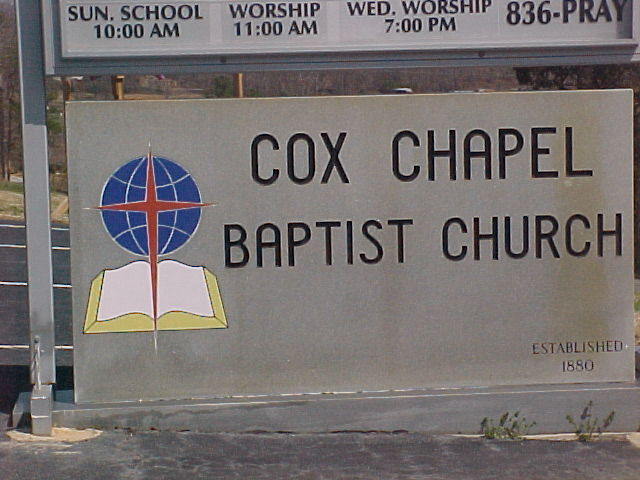 SUN. SCHOOL WORSHIP WED. WORSHIP 836-PRAY
10:00 AM 11:00 AM 7:00 PM
COX CHAPEL
BAPTIST CHURCH
ESTABLISHED
1880